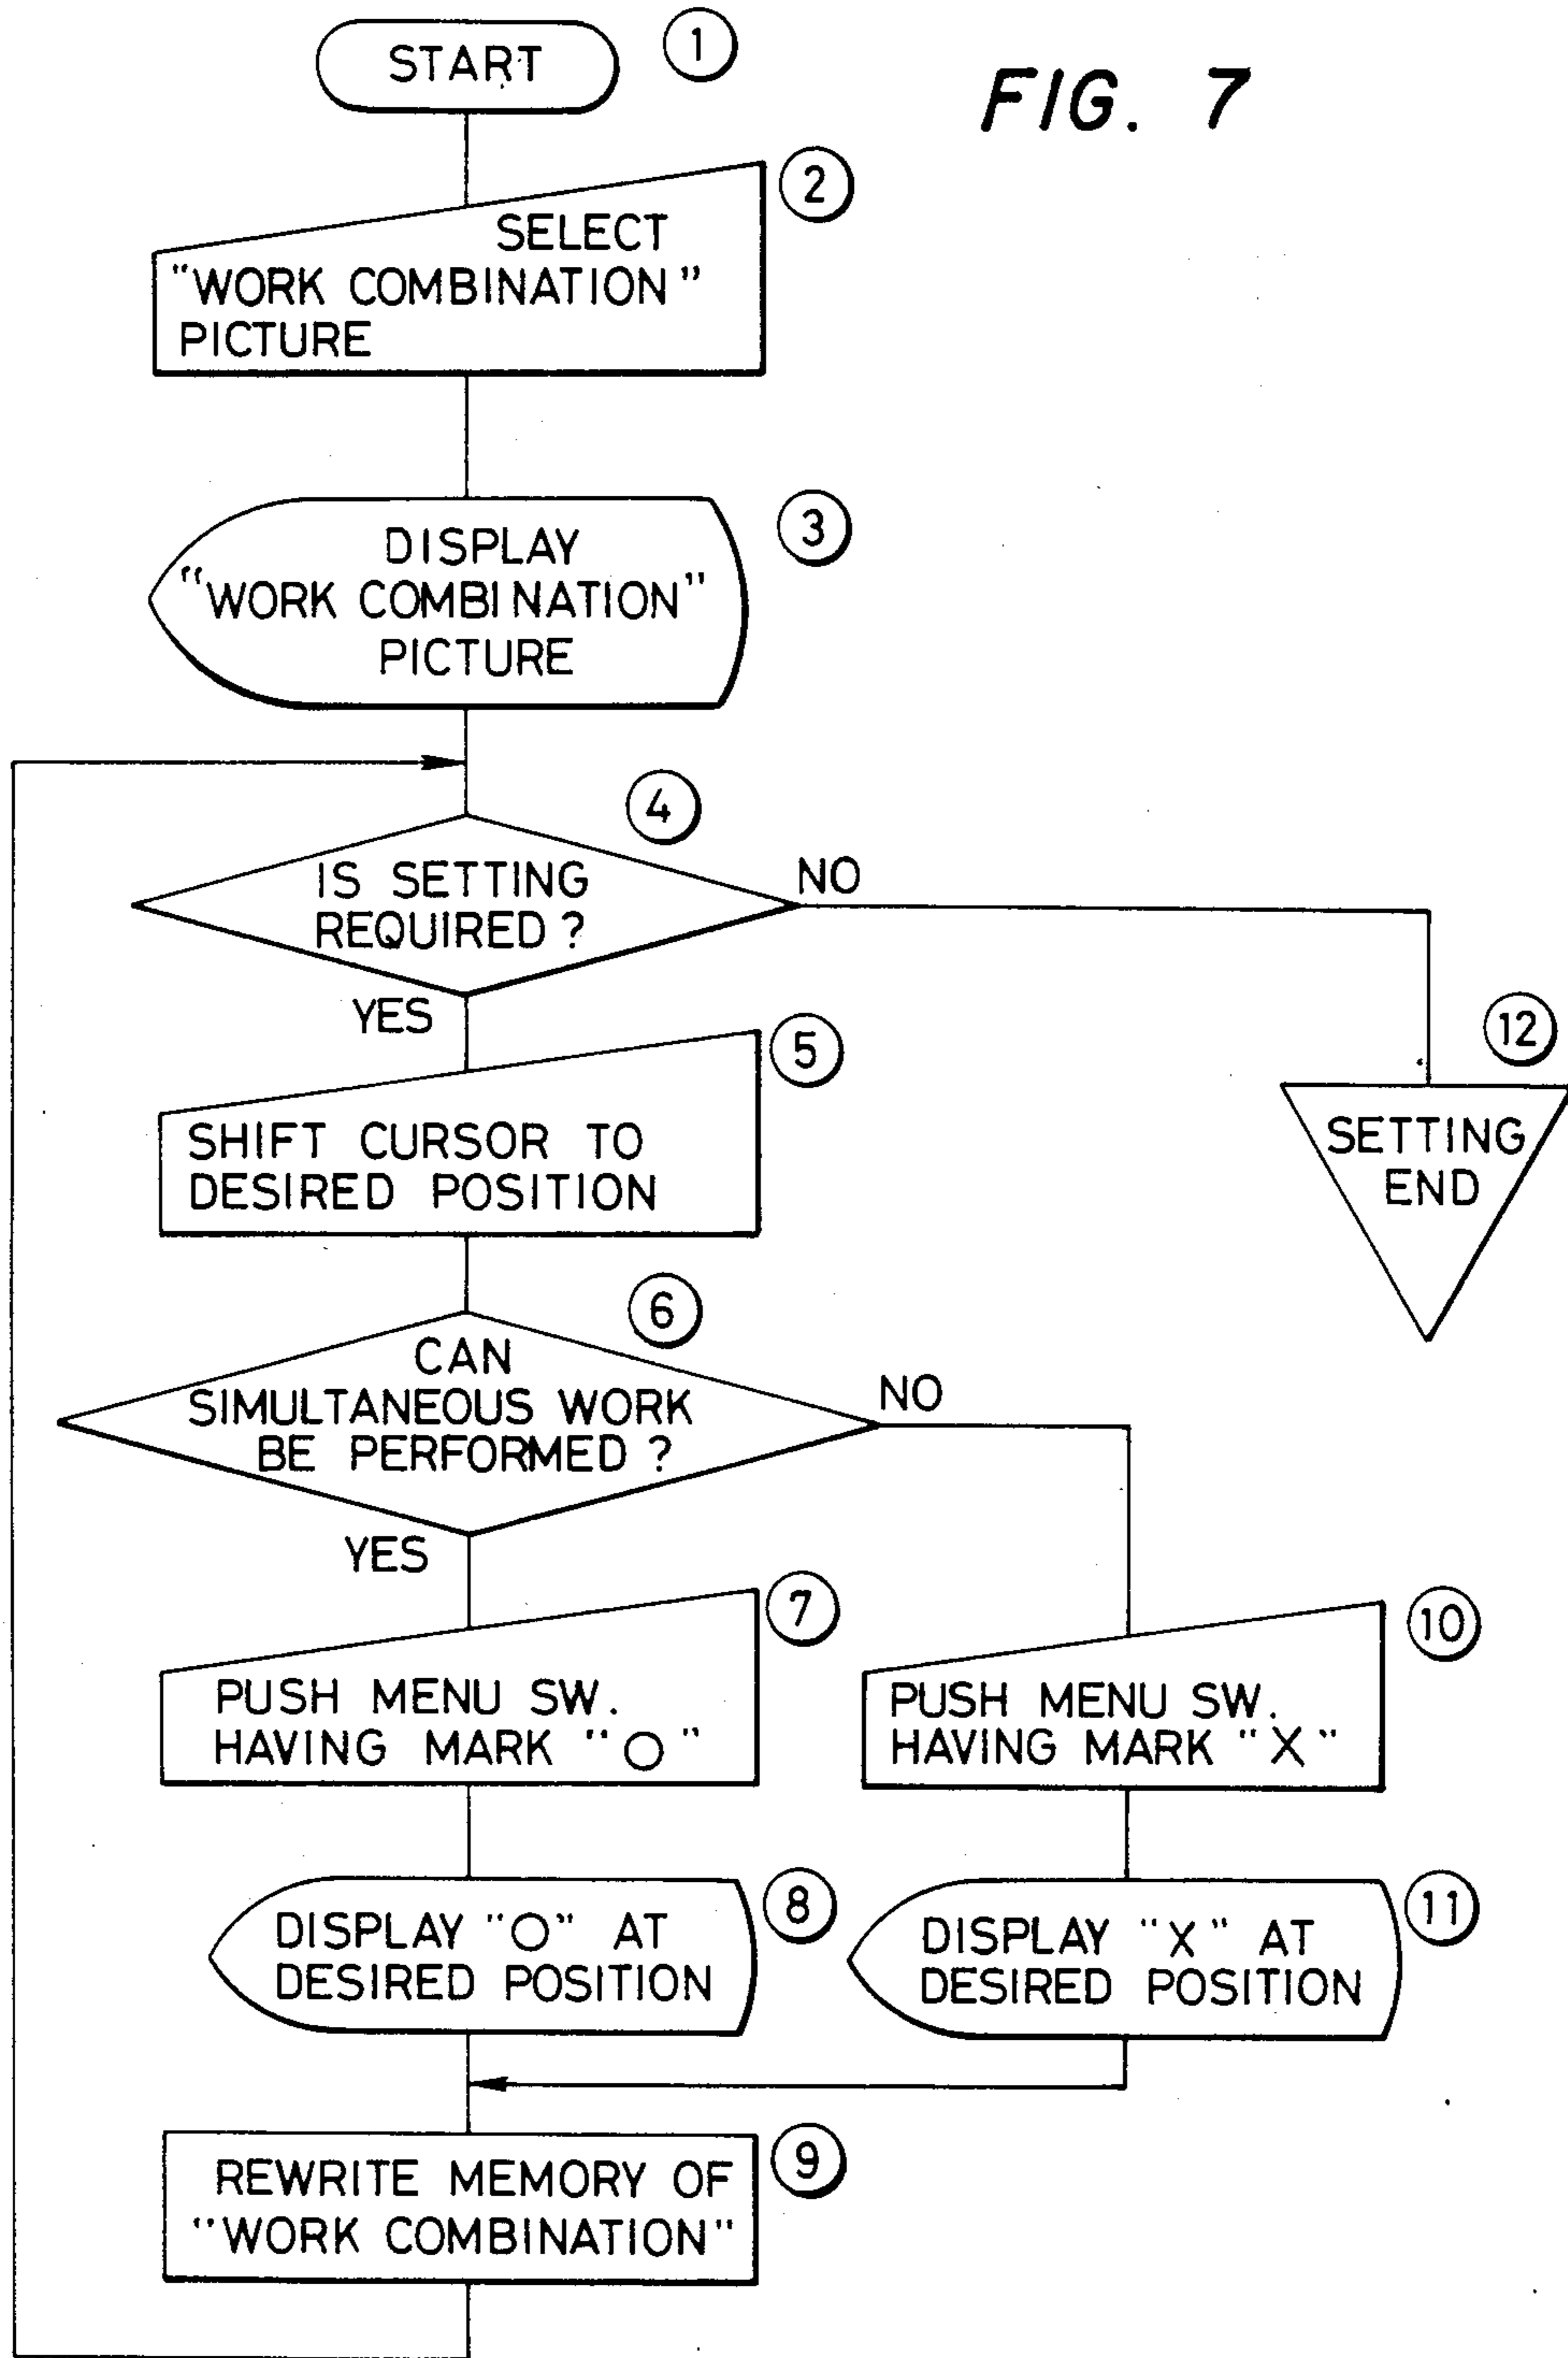 START
1
FIG. 7
2
SELECT
"WORK COMBINATION"
PICTURE
3
DISPLAY
"WORK COMBINATION"
PICTURE
4
IS SETTING
REQUIRED?
NO
YES
12
SETTING
END
5
SHIFT CURSOR TO
DESIRED POSITION
6
CAN
SIMULTANEOUS WORK
BE PERFORMED?
NO
YES
7
PUSH MENU SW.
HAVING MARK "O"
10
PUSH MENU SW.
HAVING MARK "X"
8
DISPLAY "O" AT
DESIRED POSITION
11
DISPLAY "X" AT
DESIRED POSITION
9
REWRITE MEMORY OF
"WORK COMBINATION"